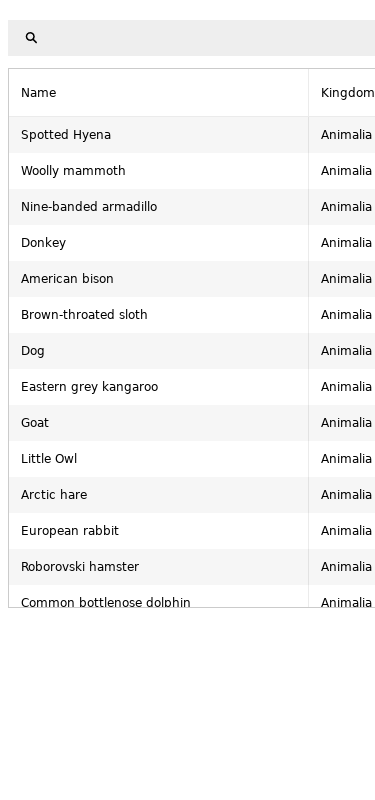 Name Kingdom
Spotted Hyena Animalia
Woolly mammoth Animalia
Nine-banded armadillo Animalia
Donkey Animalia
American bison Animalia
Brown-throated sloth Animalia
Dog Animalia
Eastern grey kangaroo Animalia
Goat Animalia
Little Owl Animalia
Arctic hare Animalia
European rabbit Animalia
Roborovski hamster Animalia
Common bottlenose dolphin Animalia